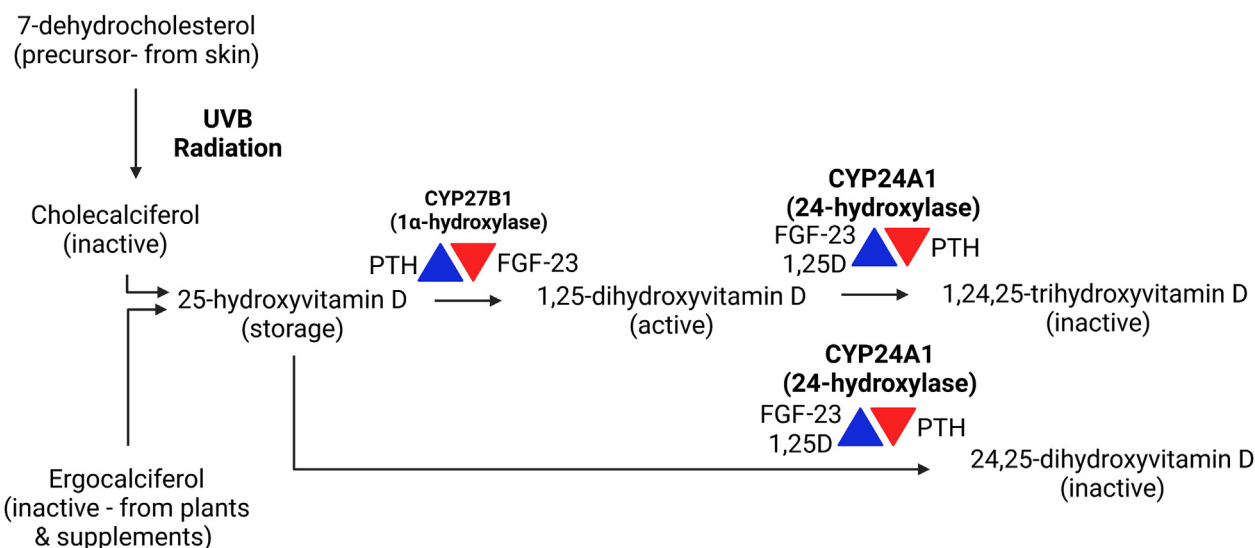 7-dehydrocholesterol
(precursor- from skin)
UVB
Radiation
Cholecalciferol
(inactive)
CYP27B1
(1α-hydroxylase)
PTH
FGF-23
25-hydroxyvitamin D
(storage)
1,25-dihydroxyvitamin D
(active)
CYP24A1
(24-hydroxylase)
FGF-23
1,25D
PTH
1,24,25-trihydroxyvitamin D
(inactive)
CYP24A1
(24-hydroxylase)
FGF-23
1,25D
PTH
24,25-dihydroxyvitamin D
(inactive)
Ergocalciferol
(inactive - from plants
& supplements)